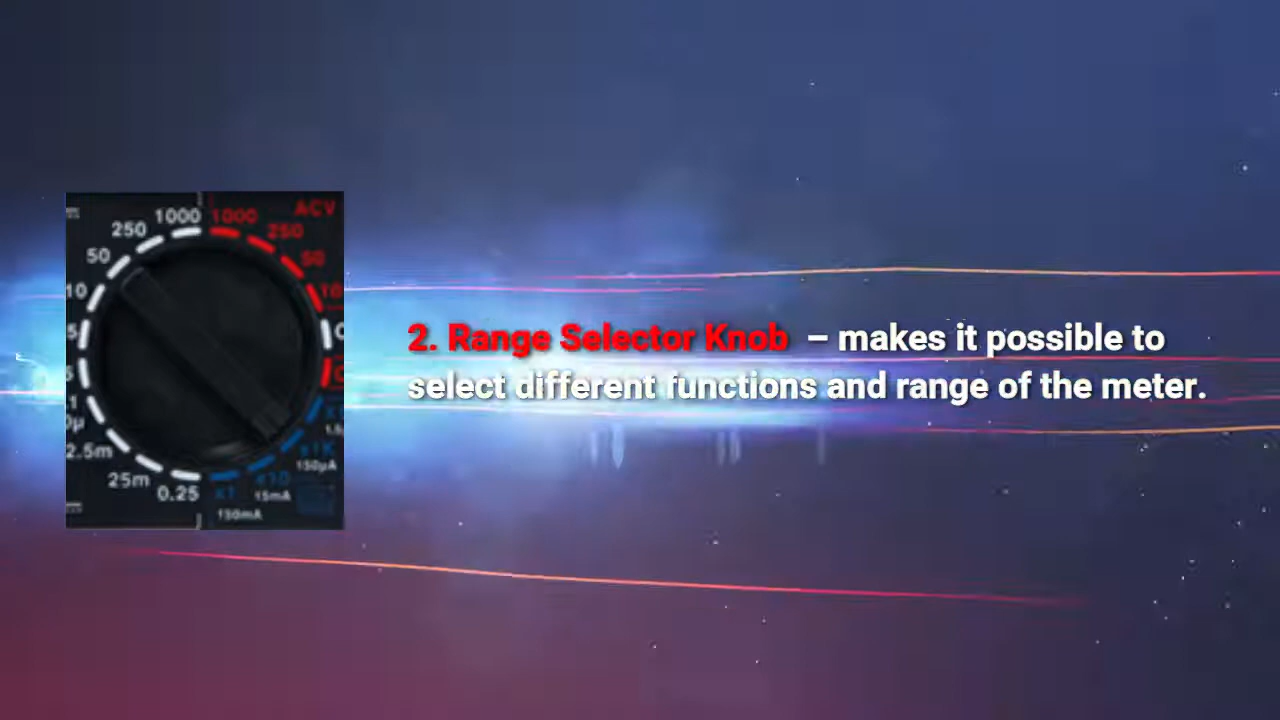 ACV
1000 1000
250 250
50 50
10 10
2.5m x1K
150µA
25m x10
0.25 x1 15mA
150mA
2. Range Selector Knob – makes it possible to
select different functions and range of the meter.